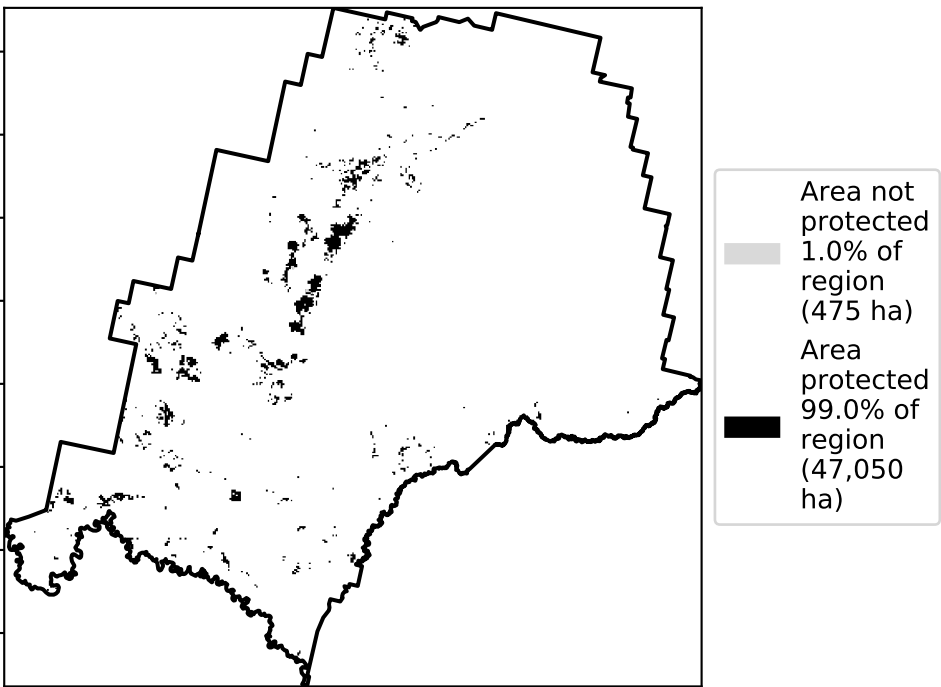 Area not
protected
1.0% of
region
(475 ha)
Area
protected
99.0% of
region
(47,050
ha)